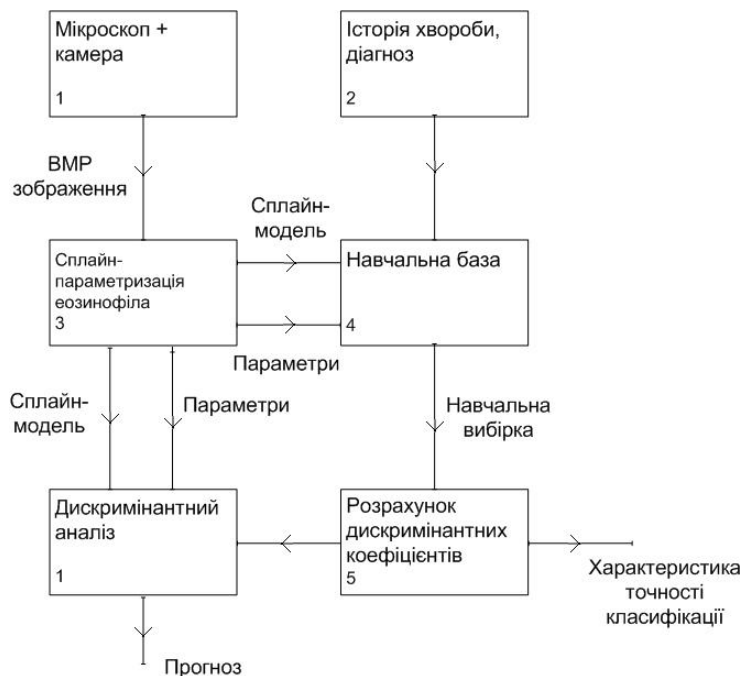 Мікроскоп +
камера
1
Історія хвороби,
діагноз
2
BMP
зображення
Сплайн-
модель
Сплайн-
параметризація
еозинофіла
3
Навчальна база
4
Параметри
Сплайн-
модель
Параметри
Навчальна
вибірка
Дискримінантний
аналіз
1
Розрахунок
дискримінантних
коефіцієнтів
5
Характеристика
точності
класифікації
Прогноз